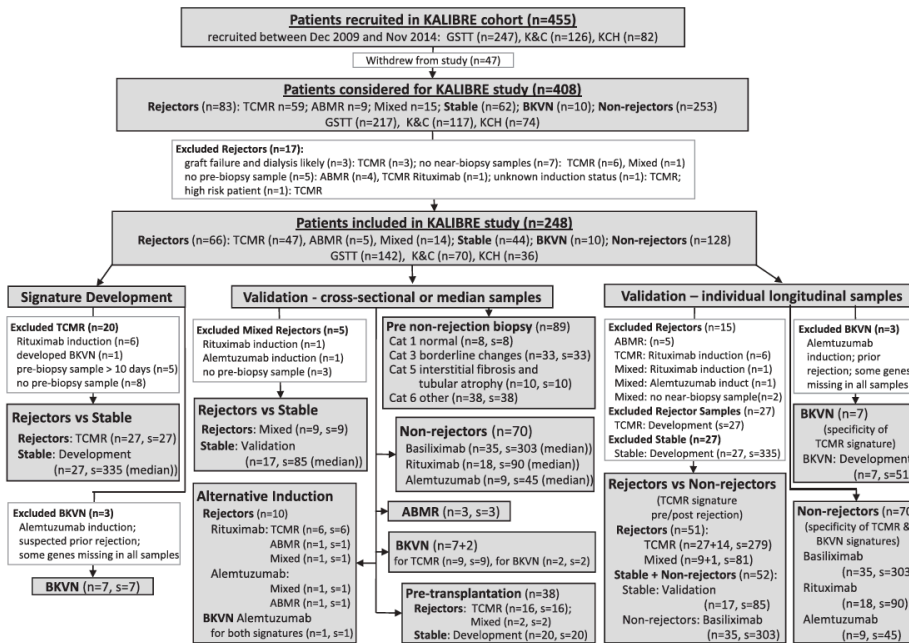 Patients recruited in KALIBRE cohort (n=455)
recruited between Dec 2009 and Nov 2014: GSTT (n=247), K&C (n=126), KCH (n=82)
Withdrew from study (n=47)
Patients considered for KALIBRE study (n=408)
Rejectors (n=83): TCMR n=59, ABMR n=9; Mixed n=15; Stable (n=62); BKVN (n=10); Non-rejectors (n=253)
GSTT (n=217), K&C (n=117), KCH (n=74)
Excluded Rejectors (n=17):
graft failure and dialysis likely (n=3): TCMR (n=3); no near-biopsy samples (n=7): TCMR (n=6), Mixed (n=1)
no pre-biopsy sample (n=5): ABMR (n=4), TCMR Rituximab (n=1); unknown induction status (n=1): TCMR;
high risk patient (n=1): TCMR
Patients included in KALIBRE study (n=248)
Rejectors (n=66): TCMR (n=47), ABMR (n=5), Mixed (n=14); Stable (n=44); BKVN (n=10); Non-rejectors (n=128)
GSTT (n=142), K&C (n=70), KCH (n=36)
Signature Development
Excluded TCMR (n=20)
Rituximab induction (n=6)
developed BKVN (n=1)
pre-biopsy sample > 10 days (n=5)
no pre-biopsy sample (n=8)
Rejectors vs Stable
Rejectors: TCMR (n=27, s=27)
Stable: Development
(n=27, s=335 (median))
Excluded BKVN (n=3)
Alemtuzumab induction;
suspected prior rejection;
some genes missing in all samples
BKVN (n=7, s=7)
Validation - cross-sectional or median samples
Excluded Mixed Rejectors (n=5)
Rituximab induction (n=1)
Alemtuzumab induction (n=1)
no pre-biopsy sample (n=3)
Rejectors vs Stable
Rejectors: Mixed (n=9, s=9)
Stable: Validation
(n=17, s=85 (median))
Alternative Induction
Rejectors (n=10)
Rituximab: TCMR (n=6, s=6)
ABMR (n=1, s=1)
Mixed (n=1, s=1)
Alemtuzumab:
Mixed (n=1, s=1)
ABMR (n=1, s=1)
BKVN Alemtuzumab
for both signatures (n=1, s=1)
Pre non-rejection biopsy (n=89)
Cat 1 normal (n=8, s=8)
Cat 3 borderline changes (n=33, s=33)
Cat 5 interstitial fibrosis and
tubular atrophy
(n=10, s=10)
Cat 6 other (n=38, s=38)
Non-rejectors (n=70)
Basiliximab (n=35, s=303 (median))
Rituximab (n=18, s=90 (median))
Alemtuzumab (n=9, s=45 (median))
ABMR (n=3, s=3)
BKVN (n=7+2)
for TCMR (n=9, s=9), for BKVN (n=2, s=2)
Pre-transplantation (n=38)
Rejectors: TCMR (n=16, s=16);
Mixed (n=2, s=2)
Stable: Development (n=20, s=20)
Validation – individual longitudinal samples
Excluded Rejectors (n=15)
ABMR: (n=5)
TCMR: Rituximab induction (n=6)
Mixed: Rituximab induction (n=1)
Mixed: Alemtuzumab induct (n=1)
Mixed: no near-biopsy sample(n=2)
Excluded Rejector Samples (n=27)
TCMR: Development (s=27)
Excluded Stable (n=27)
Stable: Development (n=27, s=335)
Rejectors vs Non-rejectors
(TCMR signature
pre/post rejection)
Rejectors (n=51):
TCMR (n=27+14, s=279)
Mixed (n=9+1, s=81)
Stable + Non-rejectors (n=52):
Stable: Validation
(n=17, s=85)
Non-rejectors: Basiliximab
(n=35, s=303)
Excluded BKVN (n=3)
Alemtuzumab
induction; prior
rejection; some genes
missing in all samples
BKVN (n=7)
(specificity of
TCMR signature)
BKVN: Development
(n=7, s=51)
Non-rejectors (n=70)
(specificity of TCMR &
BKVN signatures)
Basiliximab
(n=35, s=303)
Rituximab
(n=18, s=90)
Alemtuzumab
(n=9, s=45)